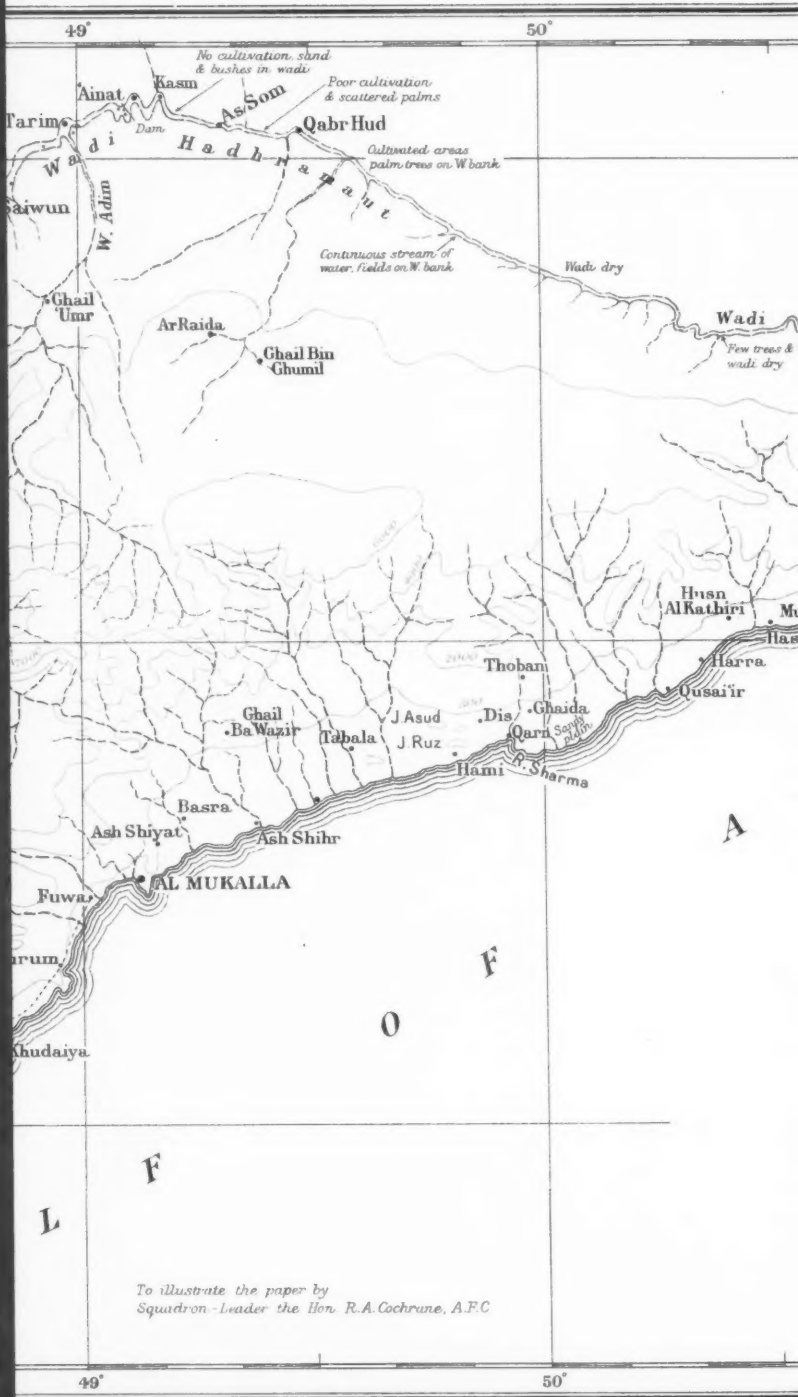 49°
50°
No cultivation, sand
& bushes in wadi
Ainat
Kasm
Poor cultivation
& scattered palms
Tarim
Dam
As Som
Qabr Hud
Wadi Hadhramaut
Cultivated areas
palm trees on W bank
Saiwun
W. Adim
Continuous stream of
water, fields on W. bank
Wadi dry
Ghail
'Umr
Ar Raida
Wadi
Ghail Bin
Ghumil
Few trees &
wadi dry
Husn
Al Kathiri
Harra
Thoban
Qusai'ir
Ghail
Ba Wazir
J. Asud
Dis
Ghaida
Tabala
J. Ruz
Qarn
Sandy
plain
Hami
R. Sharma
Basra
Ash Shiyat
Ash Shihr
A
Fuwa
AL MUKALLA
F
O
Khudaiya
F
L
To illustrate the paper by
Squadron-Leader the Hon. R.A. Cochrane, A.F.C
49°
50°